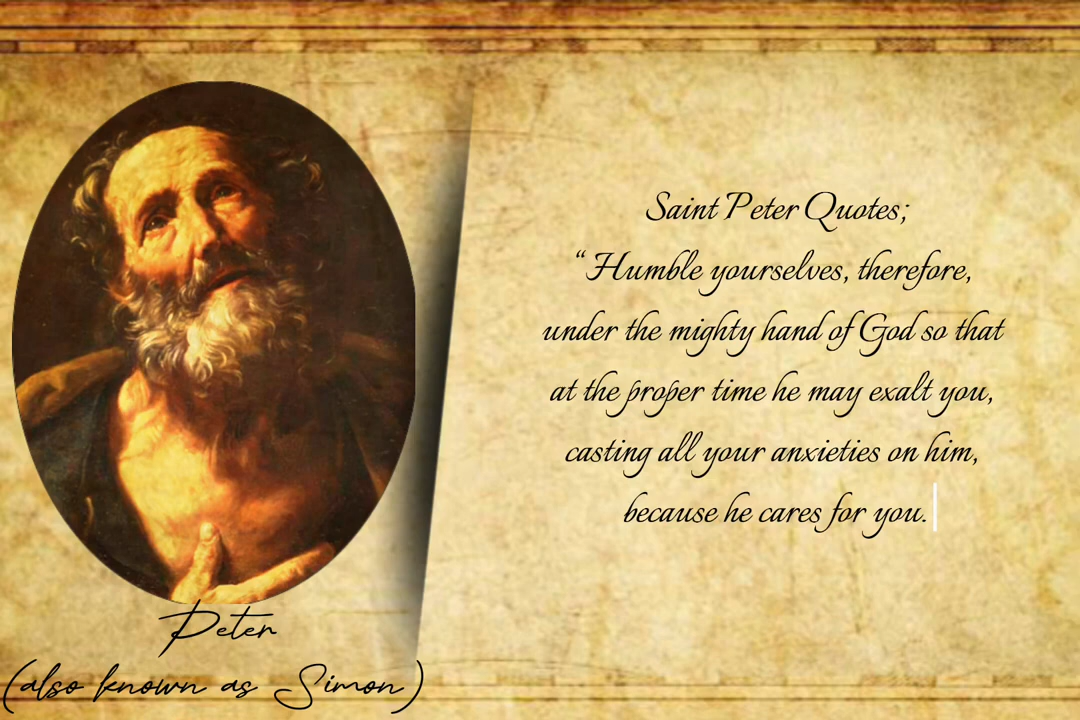 Saint Peter Quotes;
“Humble yourselves, therefore,
under the mighty hand of God so that
at the proper time he may exalt you,
casting all your anxieties on him,
because he cares for you.
Peter
(also known as Simon)